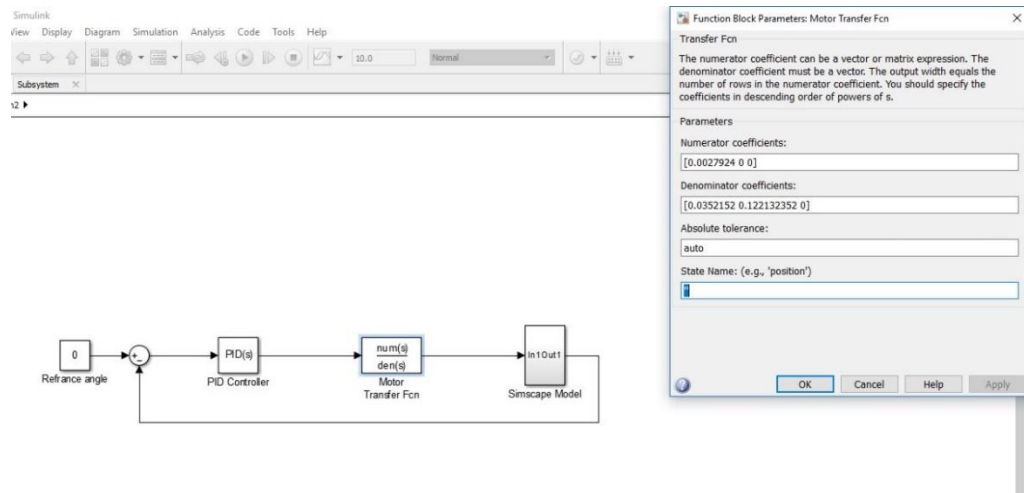 Simulink
View Display Diagram Simulation Analysis Code Tools Help
10.0 Normal
Subsystem ×
n2
0
Refrance angle
+
-
PID(s)
PID Controller
num(s)
den(s)
Motor
Transfer Fcn
In1 Out1
Simscape Model
Function Block Parameters: Motor Transfer Fcn
Transfer Fcn
The numerator coefficient can be a vector or matrix expression. The
denominator coefficient must be a vector. The output width equals the
number of rows in the numerator coefficient. You should specify the
coefficients in descending order of powers of s.
Parameters
Numerator coefficients:
[0.0027924 0 0]
Denominator coefficients:
[0.0352152 0.122132352 0]
Absolute tolerance:
auto
State Name: (e.g., 'position')
''
OK Cancel Help Apply